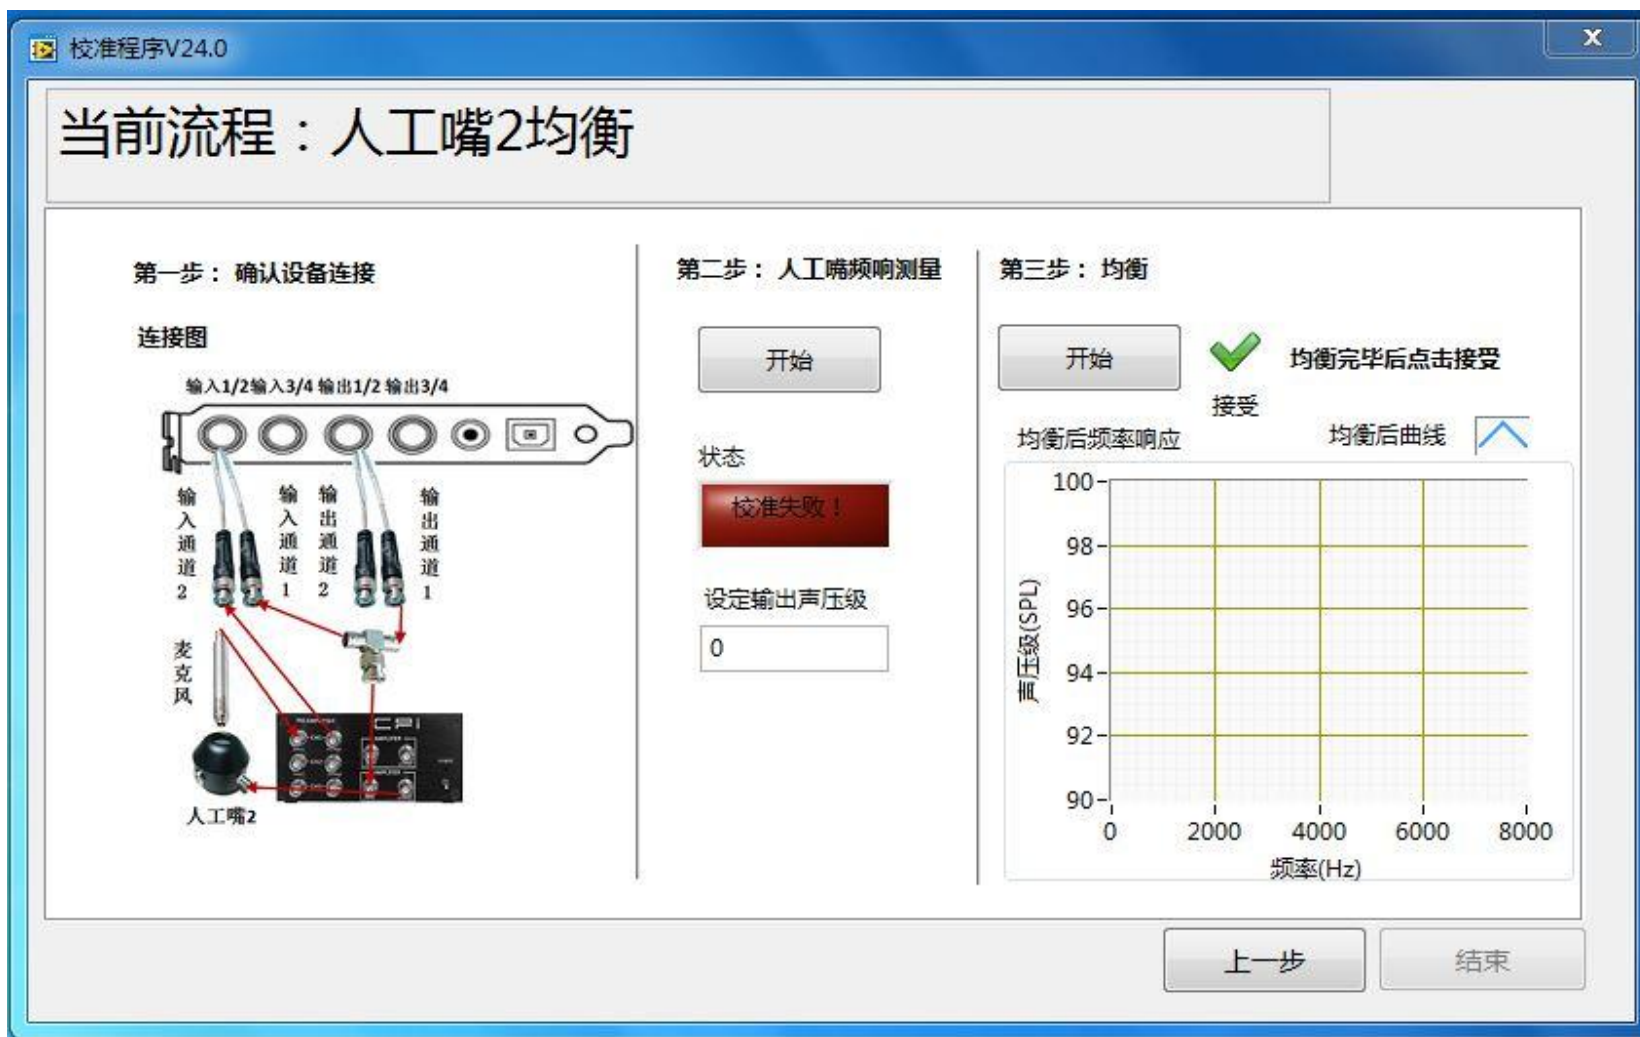 校准程序V24.0
X
当前流程：人工嘴2均衡
第一步： 确认设备连接
连接图
输入1/2输入3/4 输出1/2 输出3/4
输入通道2
输入通道1
输出通道2
输出通道1
麦克风
CPI
人工嘴2
第二步： 人工嘴频响测量
开始
状态
校准失败！
设定输出声压级
0
第三步： 均衡
开始
接受
均衡完毕后点击接受
均衡后频率响应
均衡后曲线
声压级(SPL)
100
98
96
94
92
90
0 2000 4000 6000 8000
频率(Hz)
上一步
结束